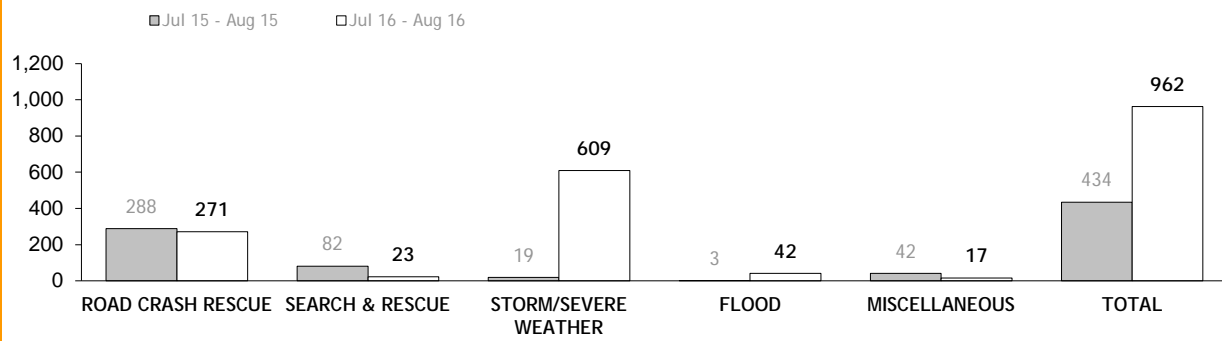 Jul 15 - Aug 15 Jul 16 - Aug 16
1,200
1,000
800
600
400
200
0
288 271 82 23 19 609 3 42 42 17 434 962
ROAD CRASH RESCUE SEARCH & RESCUE STORM/SEVERE WEATHER FLOOD MISCELLANEOUS TOTAL